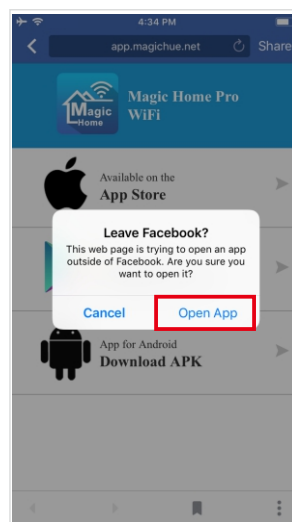 4:34 PM
app.magichue.net
Share
Magic Home Pro
WiFi
Magic
Home
Available on the
App Store
Leave Facebook?
This web page is trying to open an app
outside of Facebook. Are you sure you
want to open it?
Cancel
Open App
App for Android
Download APK